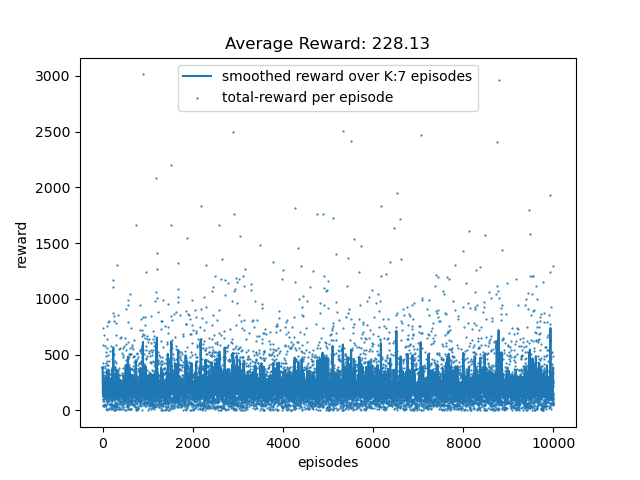 Average Reward: 228.13
smoothed reward over K:7 episodes
total-reward per episode
reward
3000
2500
2000
1500
1000
500
0
0 2000 4000 6000 8000 10000
episodes